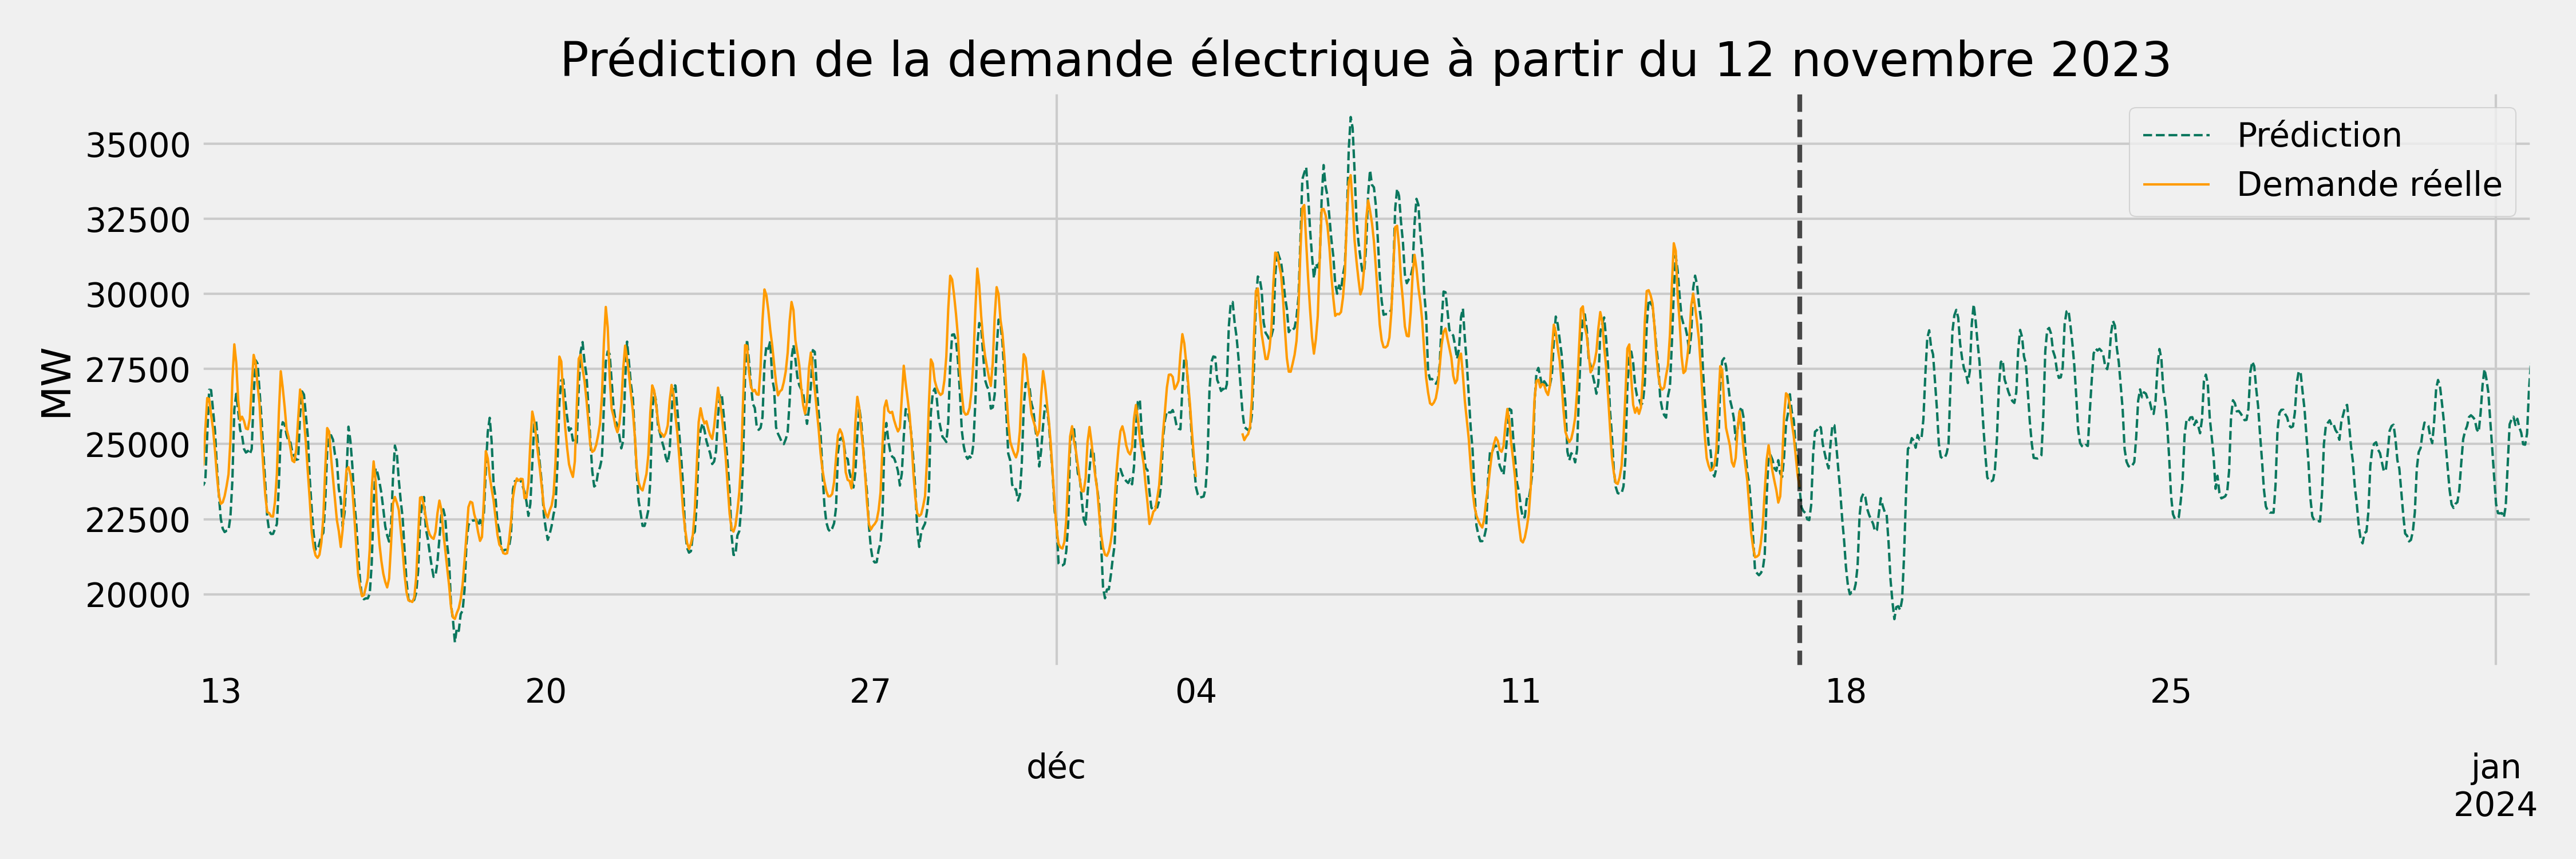 Prédiction de la demande électrique à partir du 12 novembre 2023
Prédiction
Demande réelle
MW
35000
32500
30000
27500
25000
22500
20000
13 20 27 04 11 18 25
déc jan
2024